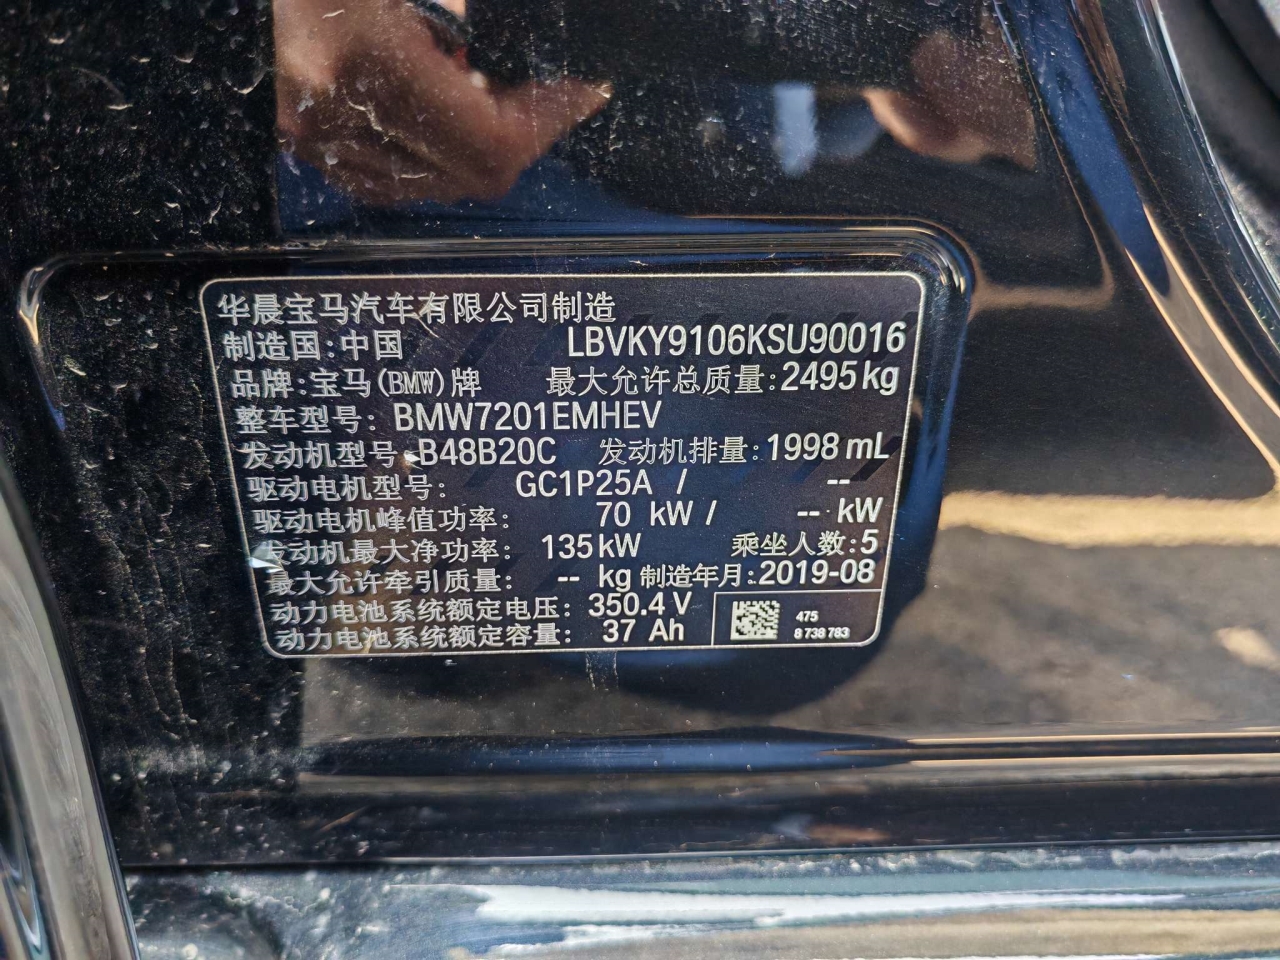 华晨宝马汽车有限公司制造
制造国:中国 LBVKY9106KSU90016
品牌:宝马(BMW)牌 最大允许总质量:2495kg
整车型号: BMW7201EMHEV
发动机型号 B48B20C 发动机排量:1998 mL
驱动电机型号: GC1P25A / --
驱动电机峰值功率: 70 kW / -- kW
发动机最大净功率: 135kW 乘坐人数:5
最大允许牵引质量: -- kg 制造年月:2019-08
动力电池系统额定电压: 350.4 V
动力电池系统额定容量: 37 Ah
475
8 738 783